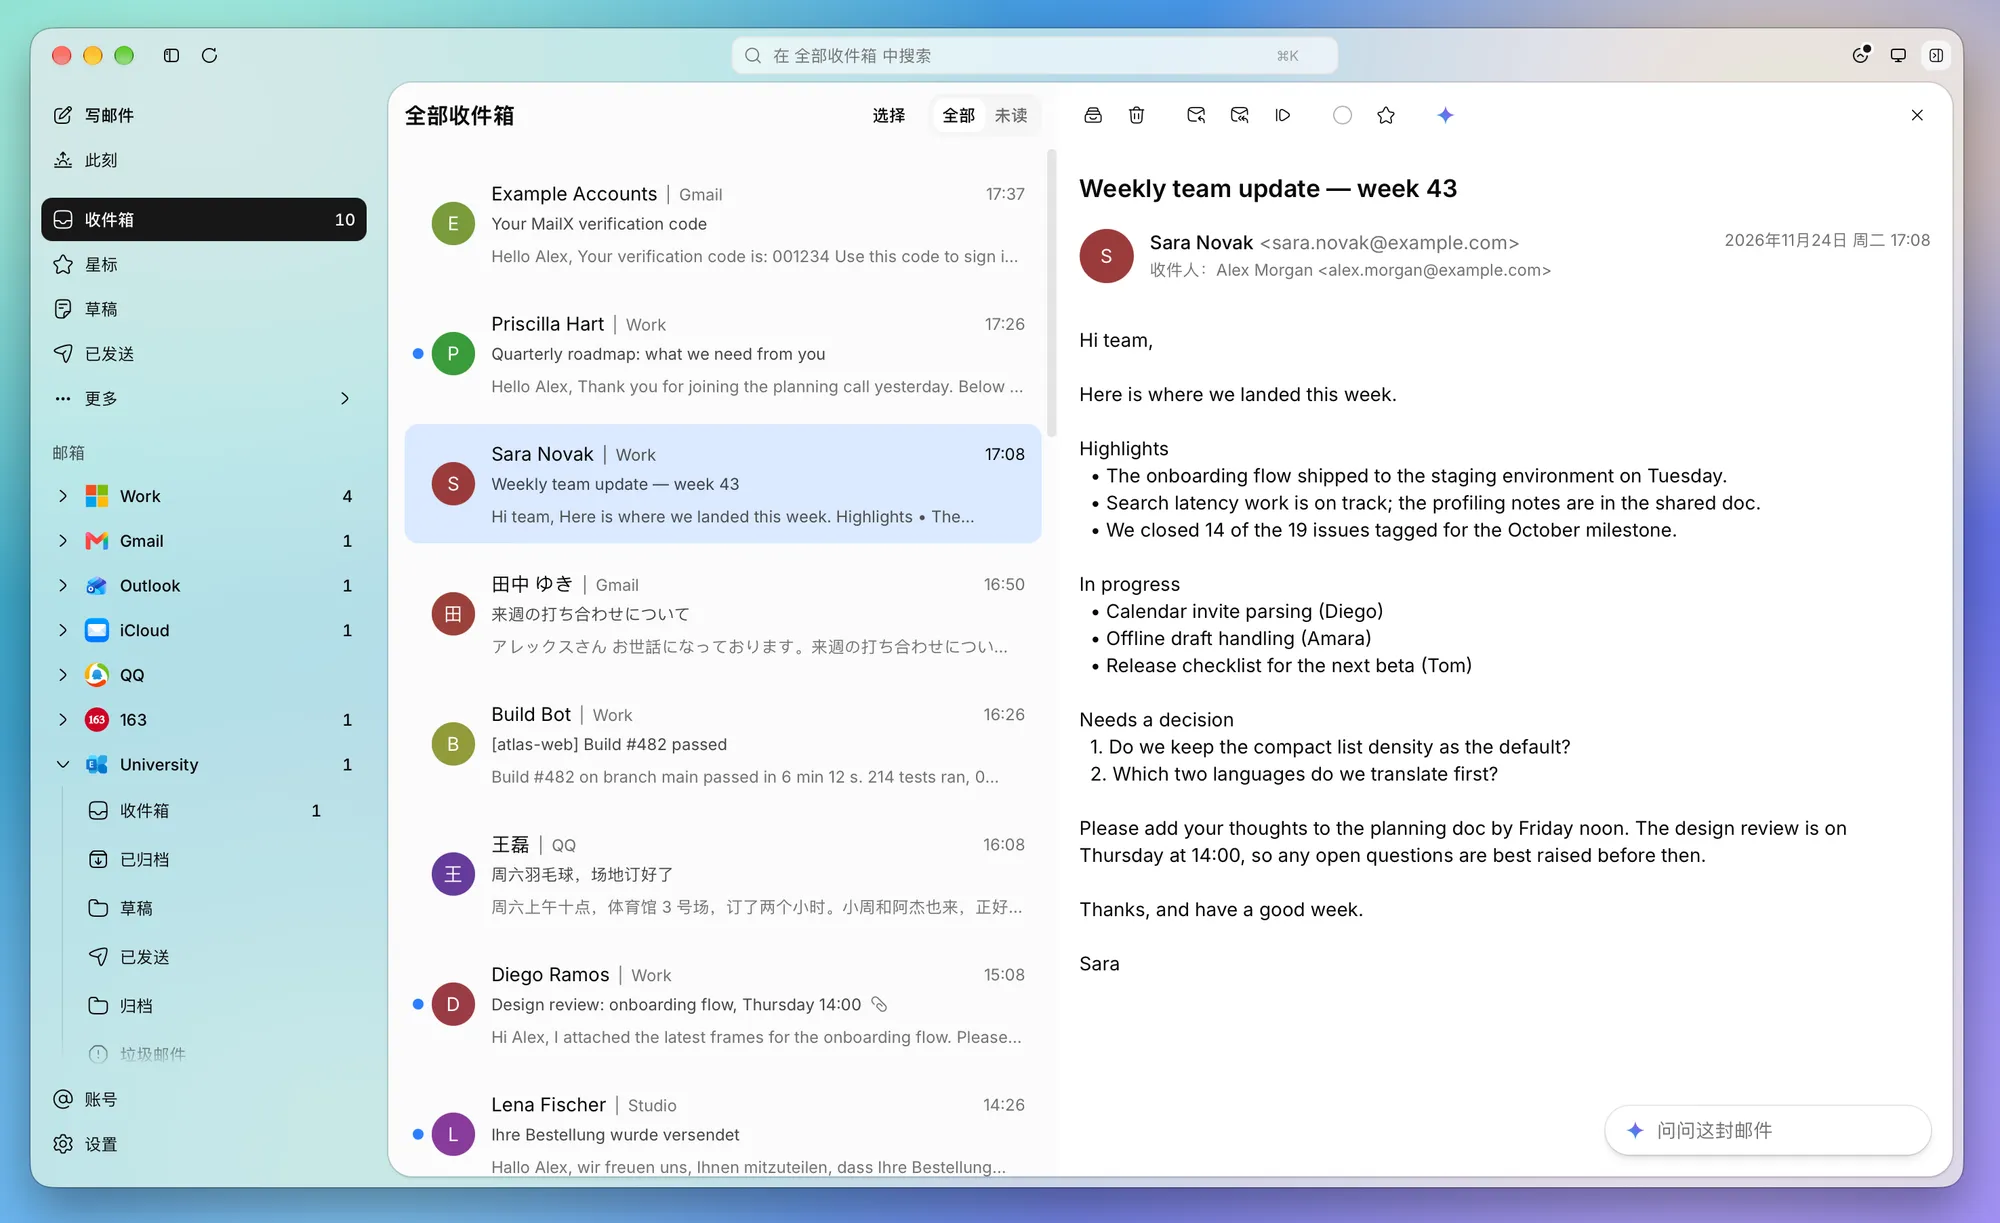 在 全部收件箱 中搜索 ⌘K
写邮件
此刻
收件箱 10
星标
草稿
已发送
更多
邮箱
Work 4
Gmail 1
Outlook 1
iCloud 1
QQ
163 163 1
University 1
收件箱 1
已归档
草稿
已发送
归档
垃圾邮件
账号
设置
全部收件箱 选择 全部 未读
E
Example Accounts | Gmail 17:37
Your MailX verification code
Hello Alex, Your verification code is: 001234 Use this code to sign i...
P
Priscilla Hart | Work 17:26
Quarterly roadmap: what we need from you
Hello Alex, Thank you for joining the planning call yesterday. Below ...
S
Sara Novak | Work 17:08
Weekly team update — week 43
Hi team, Here is where we landed this week. Highlights • The...
田
田中 ゆき | Gmail 16:50
来週の打ち合わせについて
アレックスさん お世話になっております。来週の打ち合わせについ...
B
Build Bot | Work 16:26
[atlas-web] Build #482 passed
Build #482 on branch main passed in 6 min 12 s. 214 tests ran, 0...
王
王磊 | QQ 16:08
周六羽毛球，场地订好了
周六上午十点，体育馆 3 号场，订了两个小时。小周和阿杰也来，正好...
D
Diego Ramos | Work 15:08
Design review: onboarding flow, Thursday 14:00
Hi Alex, I attached the latest frames for the onboarding flow. Please...
L
Lena Fischer | Studio 14:26
Ihre Bestellung wurde versendet
Hallo Alex, wir freuen uns, Ihnen mitzuteilen, dass Ihre Bestellung...
Weekly team update — week 43
S
Sara Novak <sara.novak@example.com> 2026年11月24日 周二 17:08
收件人： Alex Morgan <alex.morgan@example.com>
Hi team,
Here is where we landed this week.
Highlights
• The onboarding flow shipped to the staging environment on Tuesday.
• Search latency work is on track; the profiling notes are in the shared doc.
• We closed 14 of the 19 issues tagged for the October milestone.
In progress
• Calendar invite parsing (Diego)
• Offline draft handling (Amara)
• Release checklist for the next beta (Tom)
Needs a decision
1. Do we keep the compact list density as the default?
2. Which two languages do we translate first?
Please add your thoughts to the planning doc by Friday noon. The design review is on
Thursday at 14:00, so any open questions are best raised before then.
Thanks, and have a good week.
Sara
问问这封邮件